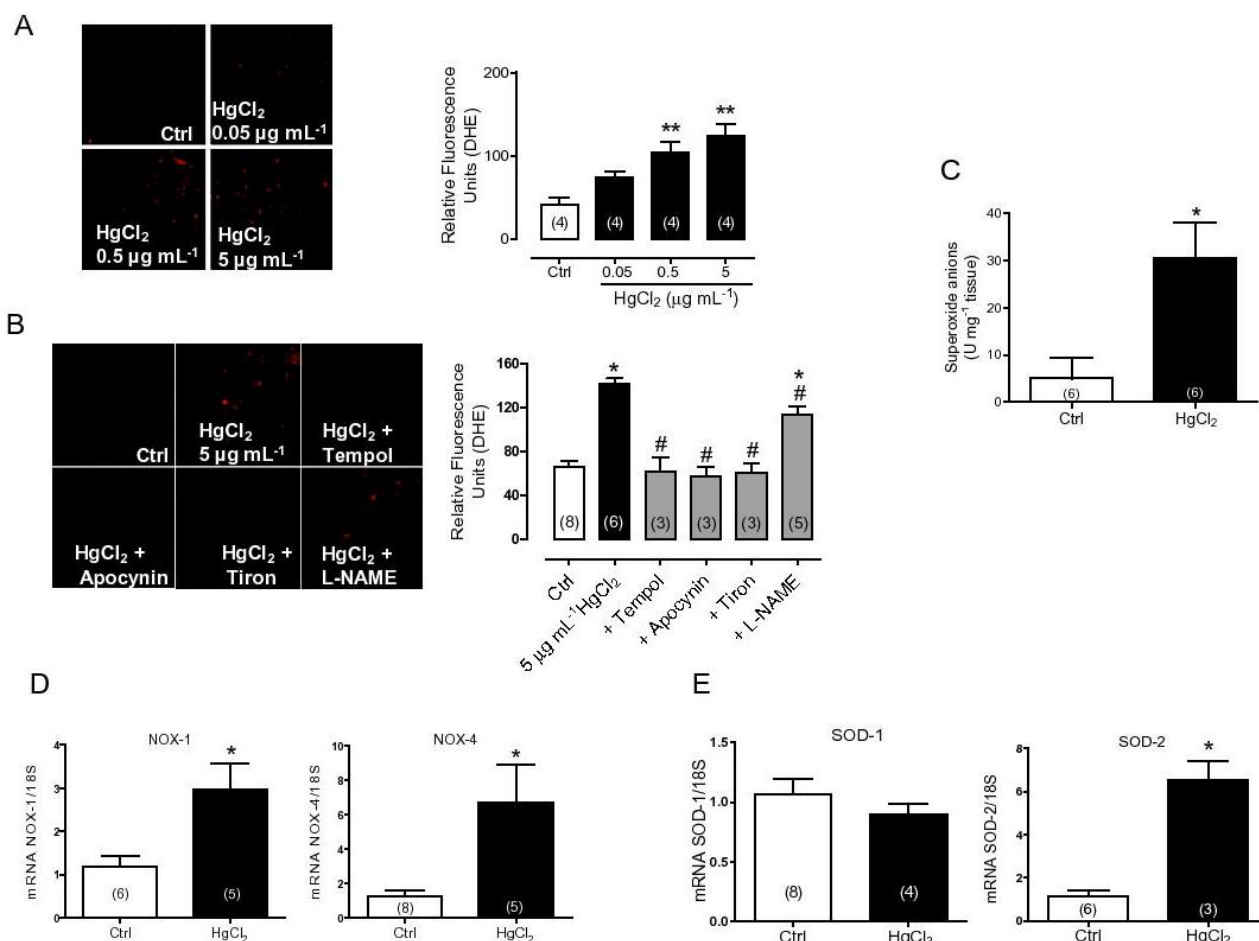 A
Ctrl
HgCl₂
0.05 µg mL⁻¹
HgCl₂
0.5 µg mL⁻¹
HgCl₂
5 µg mL⁻¹
Relative Fluorescence
Units (DHE)
200
100
0
**
**
(4)
(4)
(4)
(4)
Ctrl
0.05
0.5
5
HgCl₂ (µg mL⁻¹)
C
Superoxide anions
(U mg⁻¹ tissue)
40
30
20
10
0
*
(6)
(6)
Ctrl
HgCl₂
B
Ctrl
HgCl₂
5 µg mL⁻¹
HgCl₂ +
Tempol
HgCl₂ +
Apocynin
HgCl₂ +
Tiron
HgCl₂ +
L-NAME
Relative Fluorescence
Units (DHE)
160
120
80
40
0
*
#
#
#
*
#
(8)
(6)
(3)
(3)
(3)
(5)
Ctrl
5 µg mL⁻¹HgCl₂
+ Tempol
+ Apocynin
+ Tiron
+ L-NAME
D
NOX-1
mRNA NOX-1/18S
4
3
2
1
0
*
(6)
(5)
Ctrl
HgCl₂
NOX-4
mRNA NOX-4/18S
10
8
6
4
2
0
*
(8)
(5)
Ctrl
HgCl₂
E
SOD-1
mRNA SOD-1/18S
1.5
1.0
0.5
0.0
(8)
(4)
Ctrl
HgCl₂
SOD-2
mRNA SOD-2/18S
8
6
4
2
0
*
(6)
(3)
Ctrl
HgCl₂